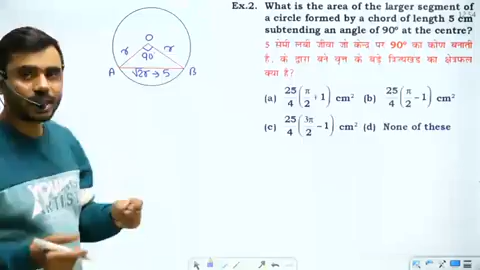 Ex.2. What is the area of the larger segment of
a circle formed by a chord of length 5 cm
subtending an angle of 90° at the centre?
5 सेमी लंबी जीवा जो केन्द्र पर 90° का कोण बनाती
है, के द्वारा बने वृत्त के बड़े त्रिज्यखंड का क्षेत्रफल
क्या है?
(a) 25/4 (π/2 + 1) cm² (b) 25/4 (π/2 − 1) cm²
(c) 25/4 (3π/2 − 1) cm² (d) None of these
O
r r
90°
A √2r → 5 B